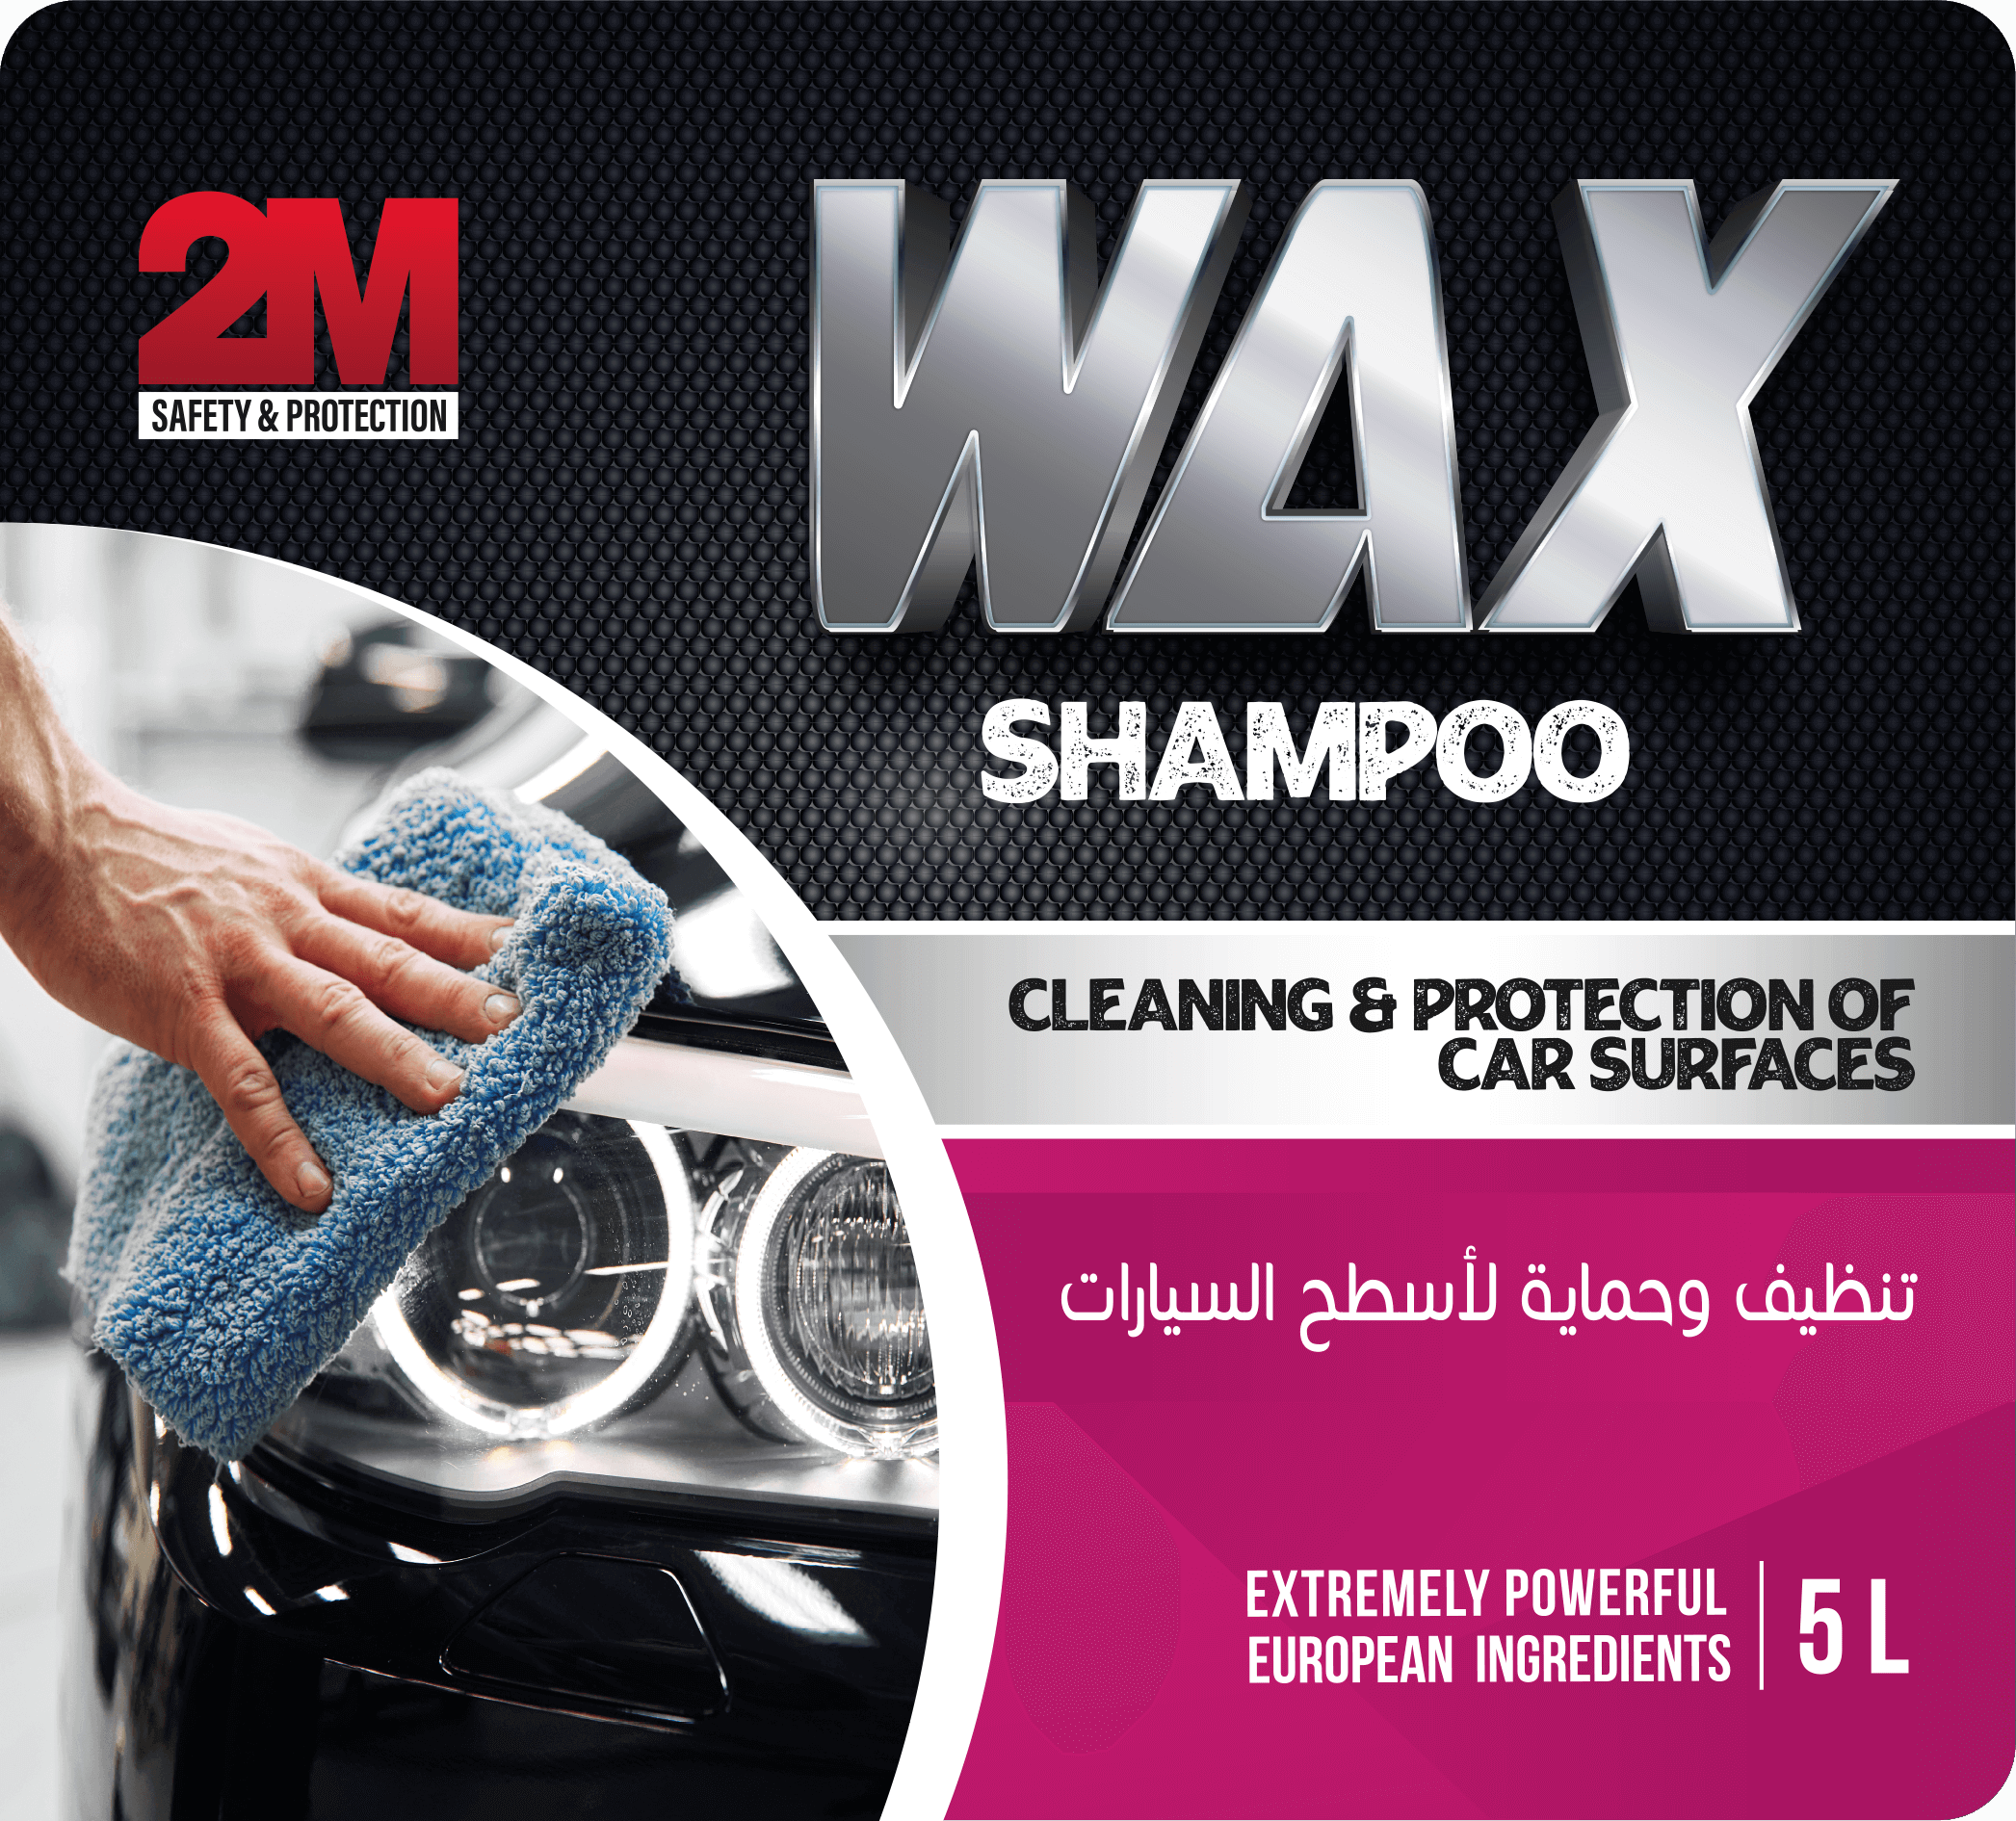 2M
SAFETY & PROTECTION
WAX
SHAMPOO
CLEANING & PROTECTION OF
CAR SURFACES
تنظيف وحماية لأسطح السيارات
EXTREMELY POWERFUL
EUROPEAN INGREDIENTS
5 L